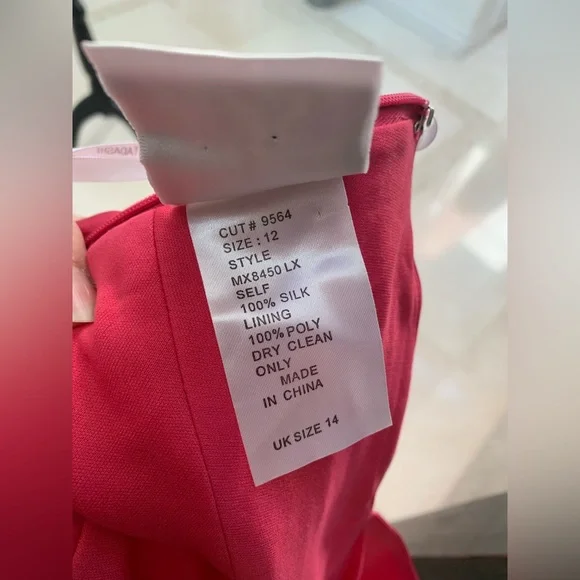 CUT# 9564
SIZE : 12
STYLE
MX8450 LX
SELF
100% SILK
LINING
100% POLY
DRY CLEAN
ONLY
MADE
IN CHINA
UK SIZE 14